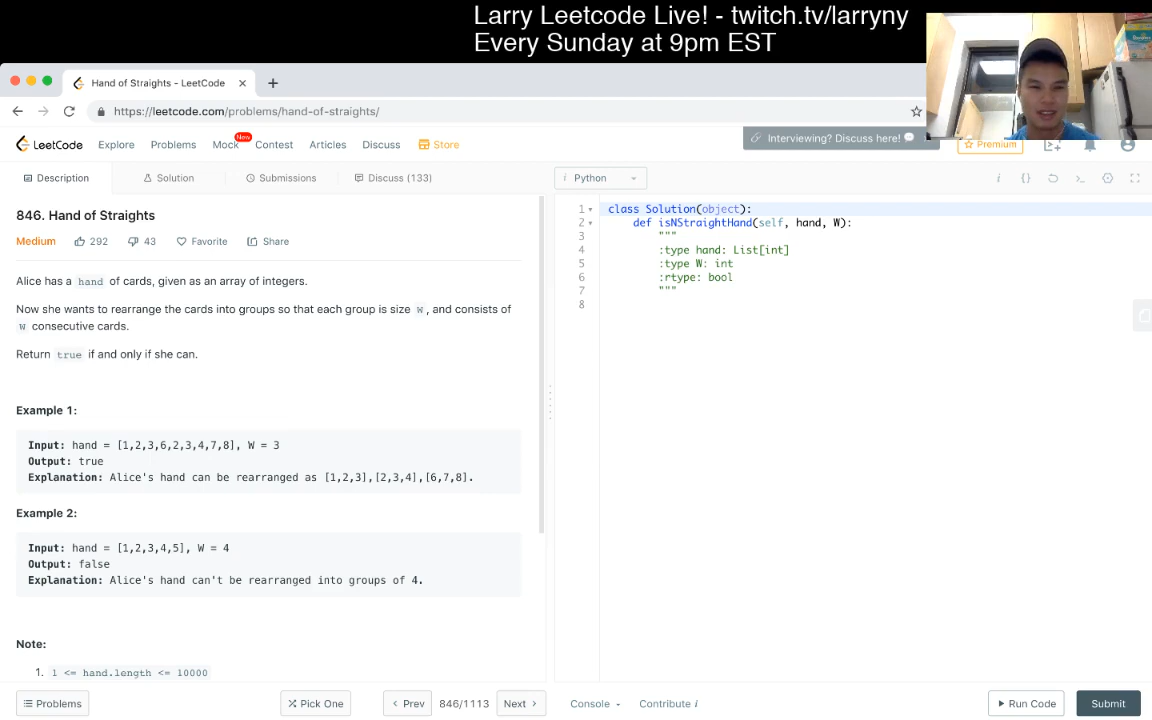 Larry Leetcode Live! - twitch.tv/larryny
Every Sunday at 9pm EST
Hand of Straights - LeetCode
https://leetcode.com/problems/hand-of-straights/
LeetCode Explore Problems Mock New Contest Articles Discuss Store
Interviewing? Discuss here!
Premium
Description Solution Submissions Discuss (133)
i Python
846. Hand of Straights
Medium 292 43 Favorite Share
Alice has a hand of cards, given as an array of integers.
Now she wants to rearrange the cards into groups so that each group is size W, and consists of
W consecutive cards.
Return true if and only if she can.
Example 1:
Input: hand = [1,2,3,6,2,3,4,7,8], W = 3
Output: true
Explanation: Alice's hand can be rearranged as [1,2,3],[2,3,4],[6,7,8].
Example 2:
Input: hand = [1,2,3,4,5], W = 4
Output: false
Explanation: Alice's hand can't be rearranged into groups of 4.
Note:
1. 1 <= hand.length <= 10000
1 class Solution(object):
2 def isNStraightHand(self, hand, W):
3 """
4 :type hand: List[int]
5 :type W: int
6 :rtype: bool
7 """
8
Problems Pick One Prev 846/1113 Next Console Contribute i Run Code Submit